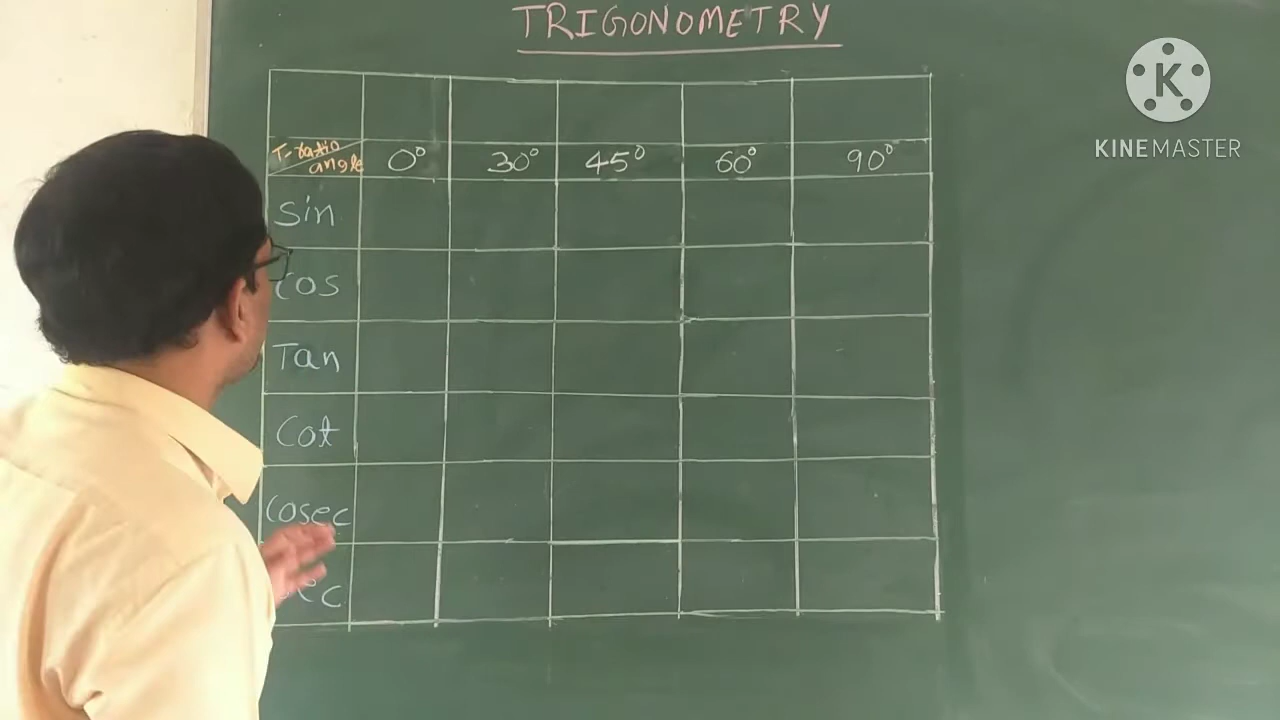 TRIGONOMETRY
K
KINEMASTER
T-ratio
angle
0° 30° 45° 60° 90°
Sin
Cos
Tan
Cot
Cosec